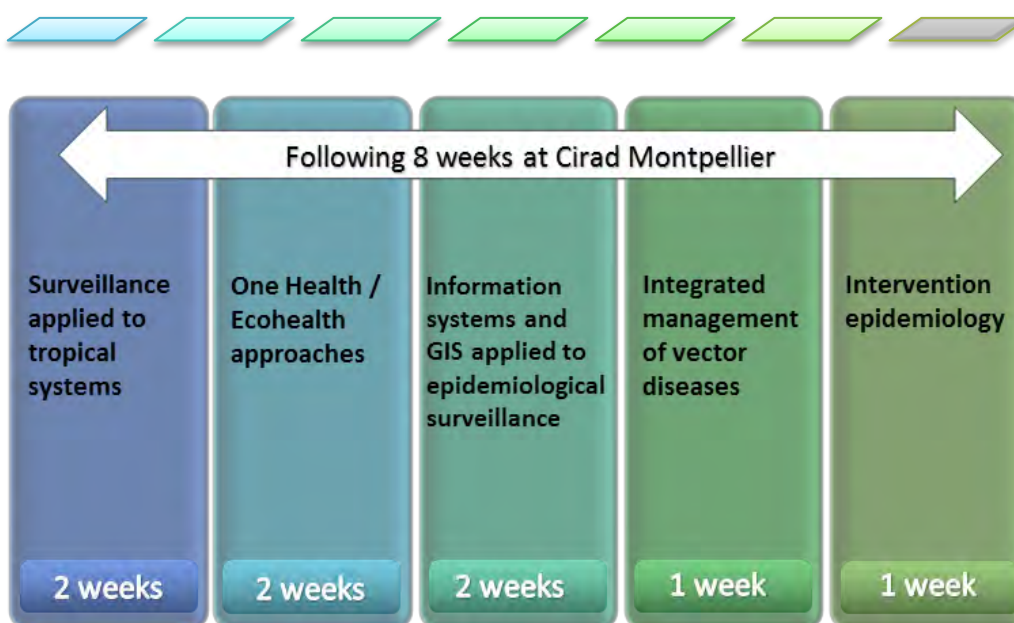 Following 8 weeks at Cirad Montpellier
Surveillance
applied to
tropical
systems
2 weeks
One Health /
Ecohealth
approaches
2 weeks
Information
systems and
GIS applied to
epidemiological
surveillance
2 weeks
Integrated
management
of vector
diseases
1 week
Intervention
epidemiology
1 week